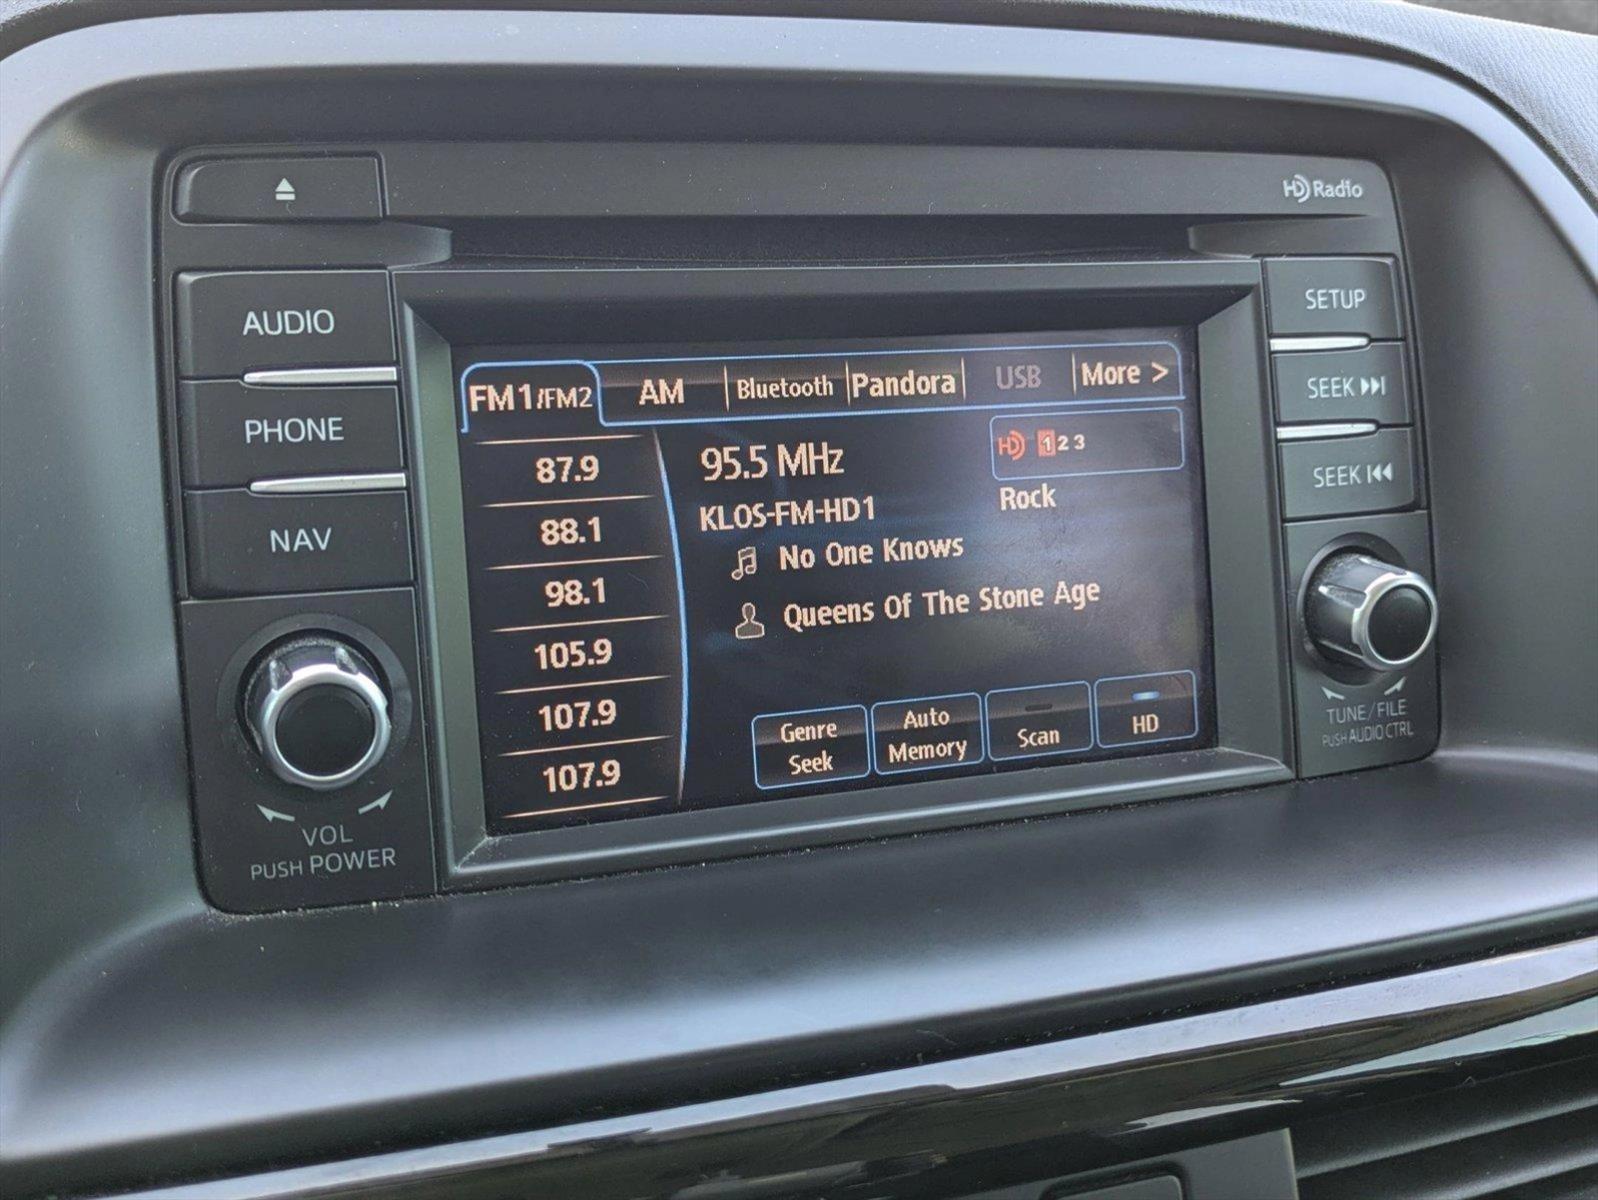 HD Radio
AUDIO
PHONE
NAV
VOL
PUSH POWER
FM1/FM2 AM Bluetooth Pandora USB More >
87.9
88.1
98.1
105.9
107.9
107.9
95.5 MHz
HD 1 2 3
KLOS-FM-HD1
Rock
No One Knows
Queens Of The Stone Age
Genre
Seek
Auto
Memory
Scan
HD
SETUP
SEEK
SEEK
TUNE/FILE
PUSH AUDIO CTRL